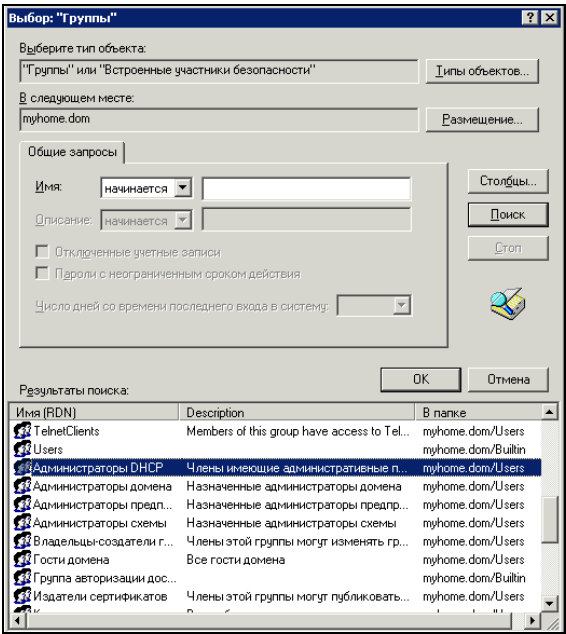 Выбор: "Группы"
Выберите тип объекта:
"Группы" или "Встроенные участники безопасности"
Типы объектов...
В следующем месте:
myhome.dom
Размещение...
Общие запросы
Имя: начинается
Столбцы...
Описание: начинается
Поиск
Отключенные учетные записи
Стоп
Пароли с неограниченным сроком действия
Число дней со времени последнего входа в систему:
OK Отмена
Результаты поиска:
Имя (RDN) Description В папке
TelnetClients Members of this group have access to Tel... myhome.dom/Users
Users myhome.dom/Builtin
Администраторы DHCP Члены имеющие административные п... myhome.dom/Users
Администраторы домена Назначенные администраторы домена myhome.dom/Users
Администраторы предп... Назначенные администраторы предпр... myhome.dom/Users
Администраторы схемы Назначенные администраторы схемы myhome.dom/Users
Владельцы-создатели г... Члены этой группы могут изменять гр... myhome.dom/Users
Гости домена Все гости домена myhome.dom/Users
Группа авторизации дос... myhome.dom/Builtin
Издатели сертификатов Члены этой группы могут публиковать... myhome.dom/Users